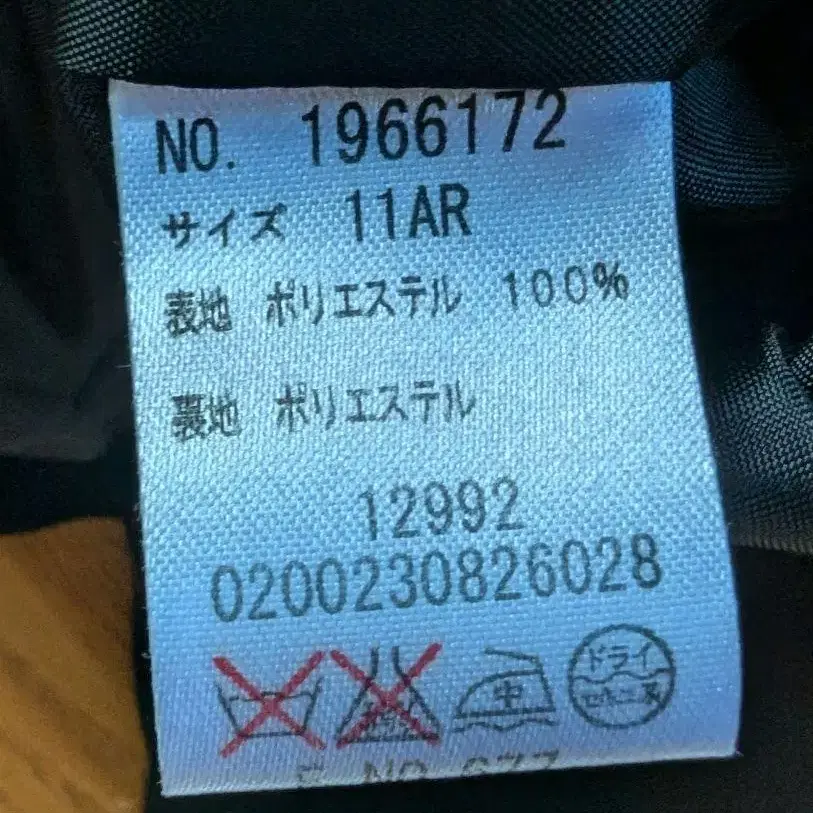 NO. 1966172
サイズ 11AR
表地 ポリエステル 100%
裏地 ポリエステル
12992
0200230826028
中 ドライ